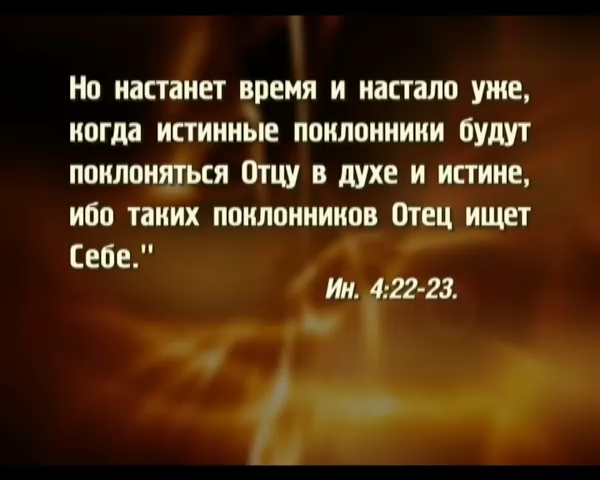 Но настанет время и настало уже,
когда истинные поклонники будут
поклоняться Отцу в духе и истине,
ибо таких поклонников Отец ищет
Себе."
Ин. 4:22-23.